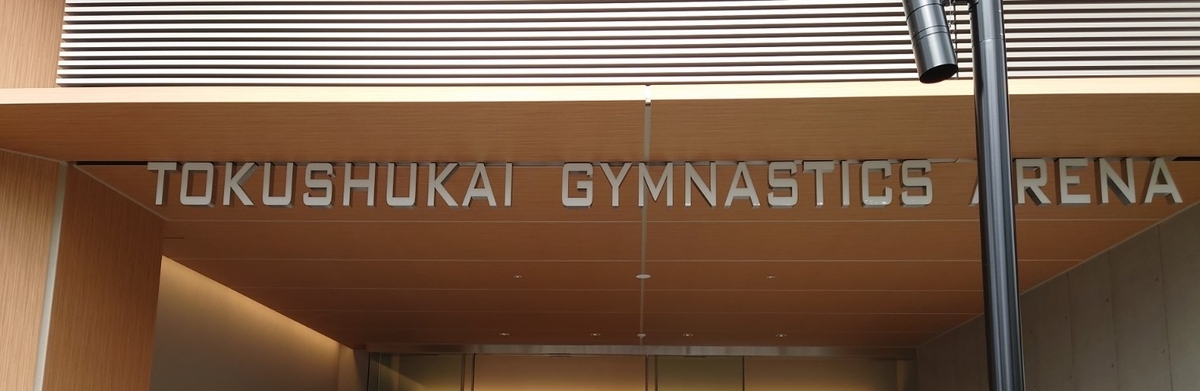 TOKUSHUKAI GYMNASTICS ARENA